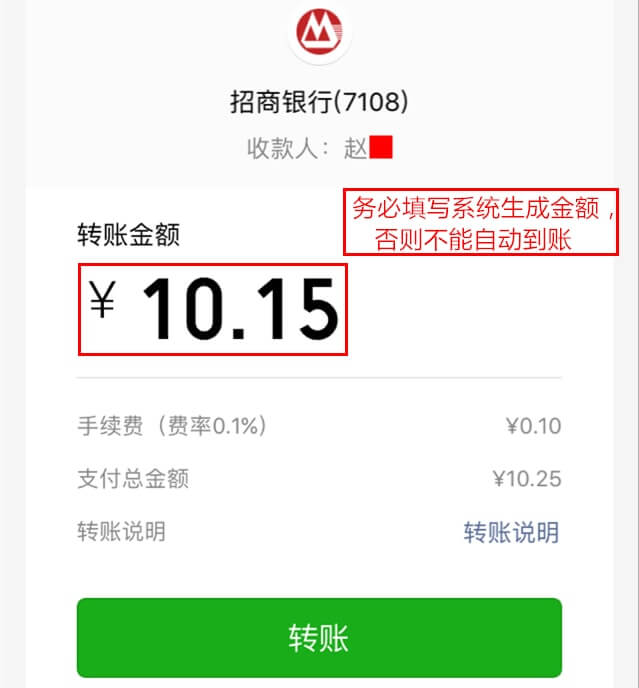 招商银行(7108)
收款人：赵
务必填写系统生成金额，
否则不能自动到账
转账金额
¥ 10.15
手续费（费率0.1%） ¥0.10
支付总金额 ¥10.25
转账说明 转账说明
转账